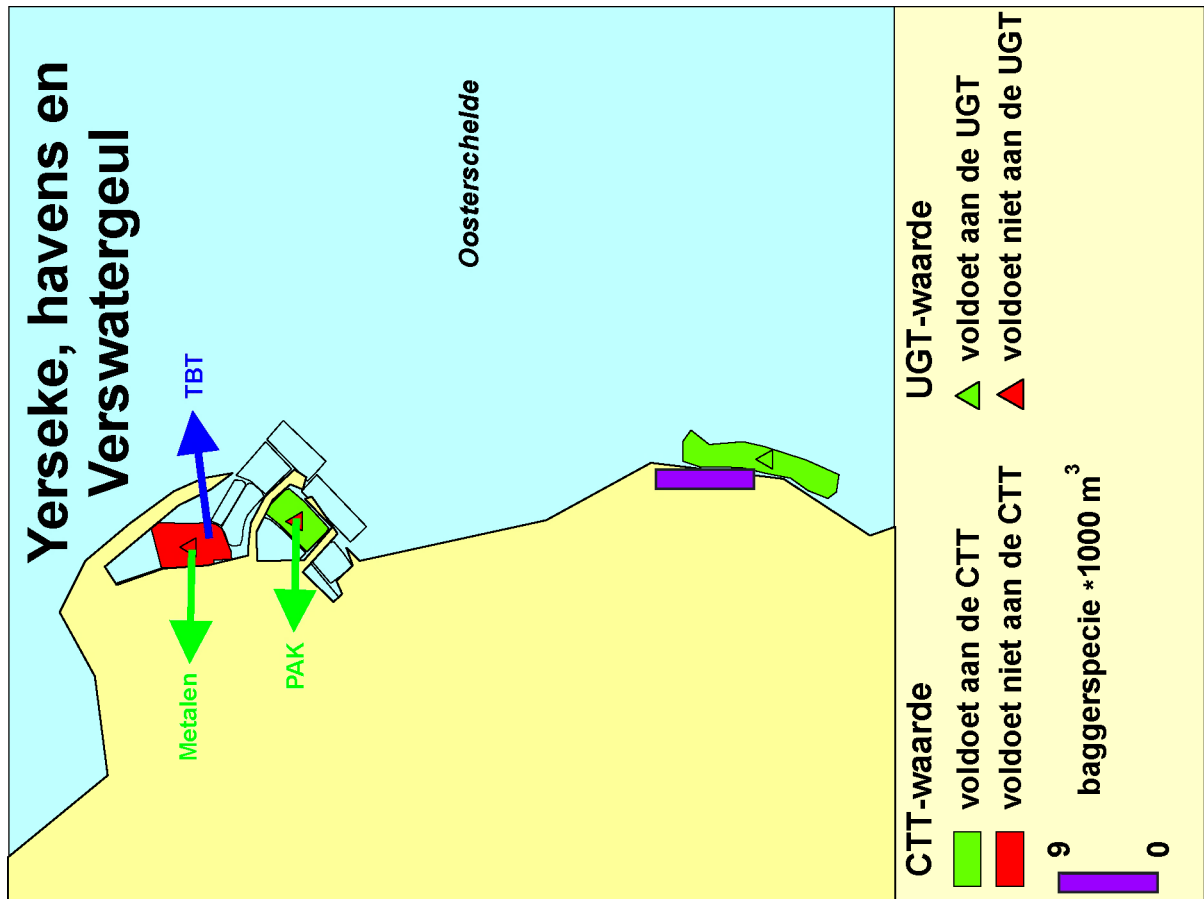 Yerseke, havens en
Verswatergeul
TBT
Metalen
PAK
Oosterschelde
CTT-waarde
voldoet aan de CTT
voldoet niet aan de CTT
UGT-waarde
voldoet aan de UGT
voldoet niet aan de UGT
9
0
baggerspecie *1000 m³